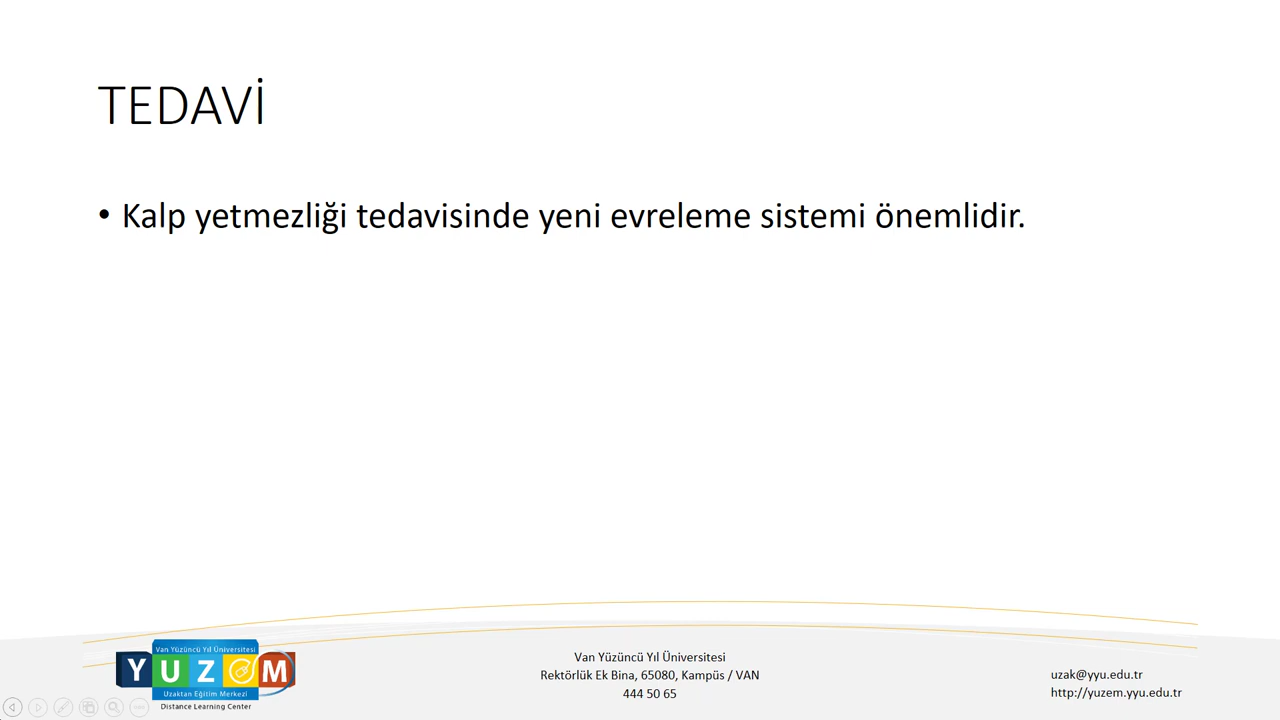 TEDAVİ
• Kalp yetmezliği tedavisinde yeni evreleme sistemi önemlidir.
Van Yüzüncü Yıl Üniversitesi
YUZEM
Uzaktan Eğitim Merkezi
Distance Learning Center
Van Yüzüncü Yıl Üniversitesi
Rektörlük Ek Bina, 65080, Kampüs / VAN
444 50 65
uzak@yyu.edu.tr
http://yuzem.yyu.edu.tr